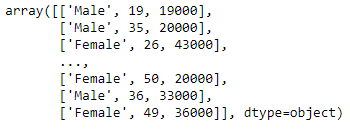 array([['Male', 19, 19000],
['Male', 35, 20000],
['Female', 26, 43000],
...,
['Female', 50, 20000],
['Male', 36, 33000],
['Female', 49, 36000]], dtype=object)